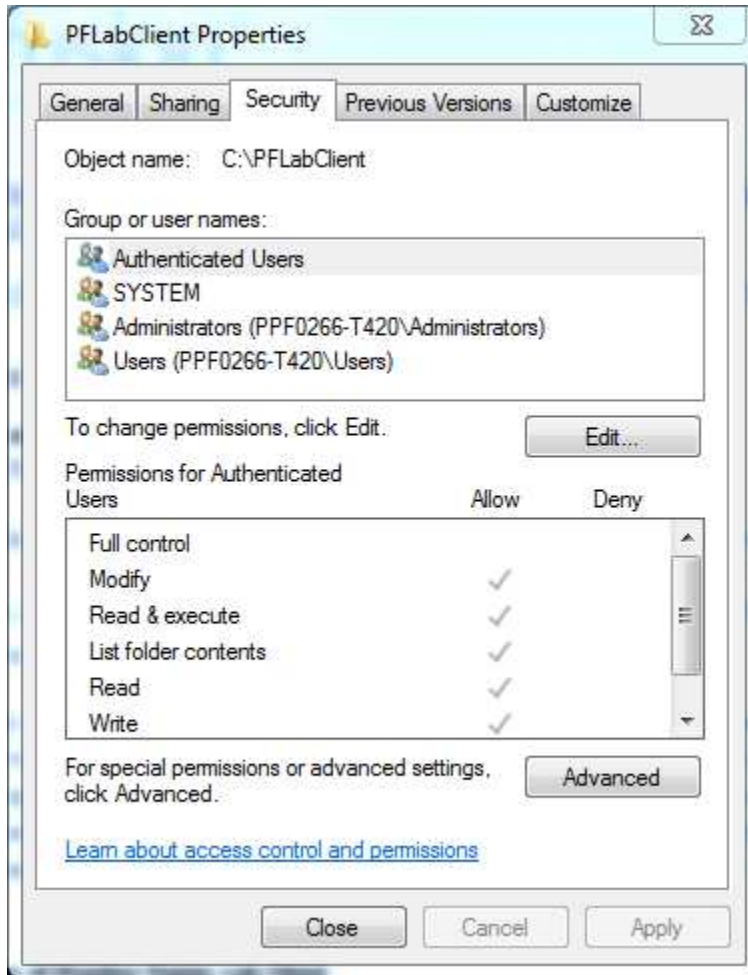 PFLabClient Properties
General Sharing Security Previous Versions Customize
Object name: C:\PFLabClient
Group or user names:
Authenticated Users
SYSTEM
Administrators (PPF0266-T420\Administrators)
Users (PPF0266-T420\Users)
To change permissions, click Edit.
Edit...
Permissions for Authenticated
Users Allow Deny
Full control
Modify
Read & execute
List folder contents
Read
Write
For special permissions or advanced settings,
click Advanced.
Advanced
Learn about access control and permissions
Close Cancel Apply